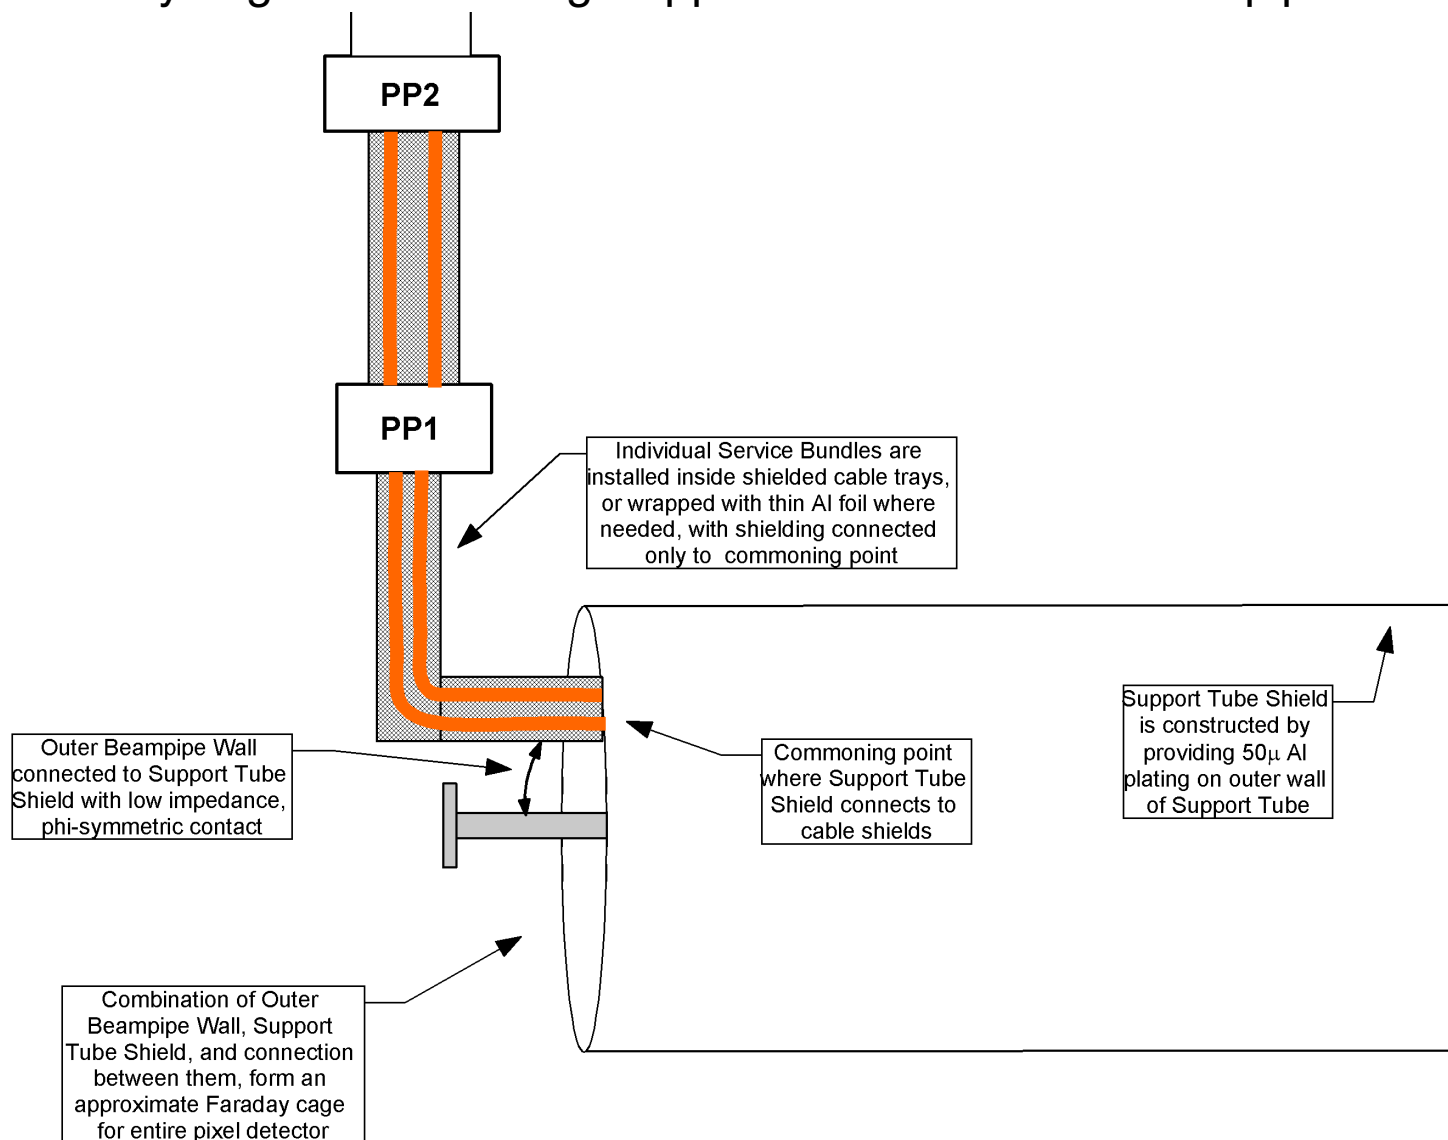 PP2
PP1
Individual Service Bundles are
installed inside shielded cable trays,
or wrapped with thin Al foil where
needed, with shielding connected
only to commoning point
Support Tube Shield
is constructed by
providing 50μ Al
plating on outer wall
of Support Tube
Outer Beampipe Wall
connected to Support Tube
Shield with low impedance,
phi-symmetric contact
Commoning point
where Support Tube
Shield connects to
cable shields
Combination of Outer
Beampipe Wall, Support
Tube Shield, and connection
between them, form an
approximate Faraday cage
for entire pixel detector